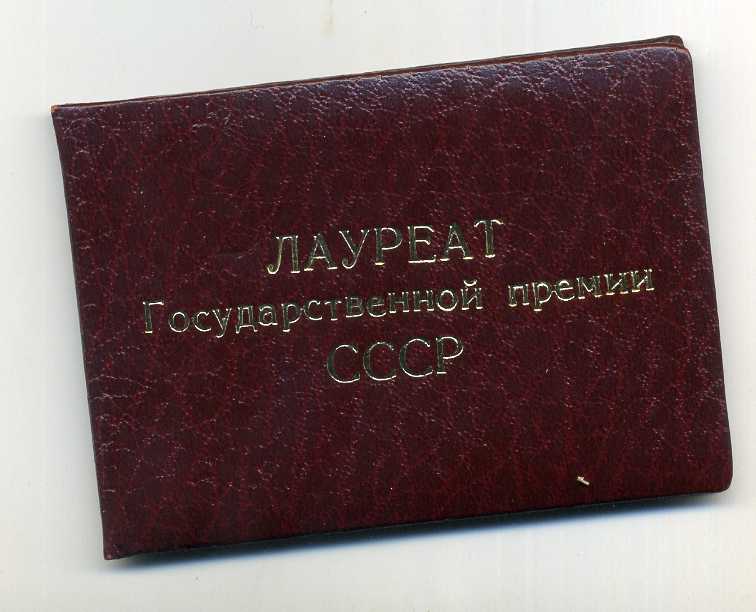 ЛАУРЕАТ
Государственной премии
СССР